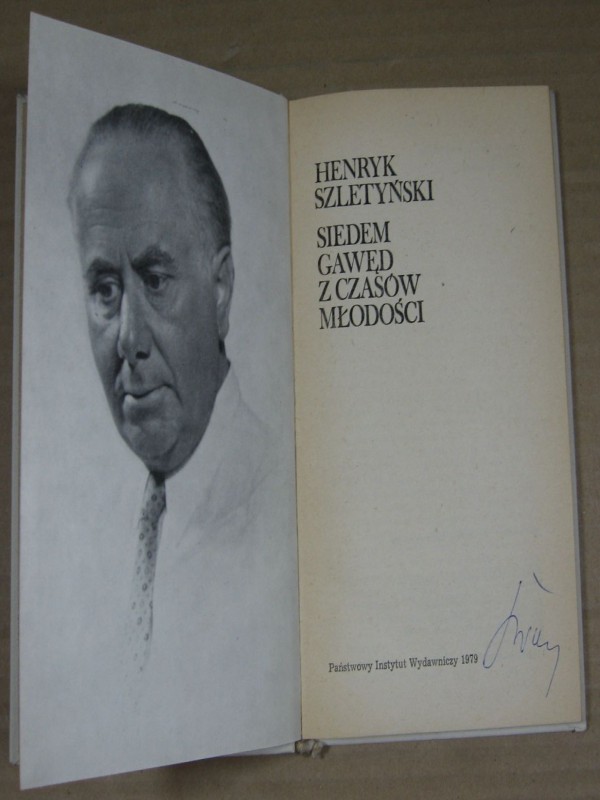 HENRYK
SZLETYŃSKI
SIEDEM
GAWĘD
Z CZASÓW
MŁODOŚCI
Państwowy Instytut Wydawniczy 1979